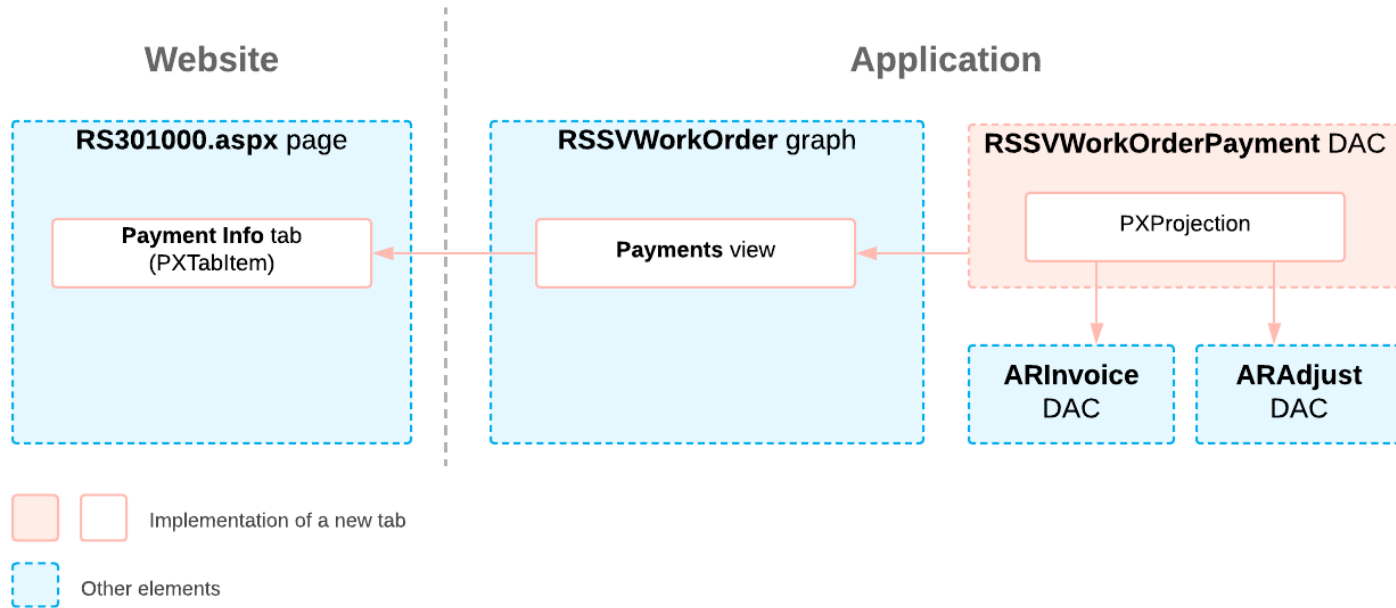 Website
Application
RS301000.aspx page
RSSVWorkOrder graph
RSSVWorkOrderPayment DAC
Payment Info tab
(PXTabItem)
Payments view
PXProjection
ARInvoice
DAC
ARAdjust
DAC
Implementation of a new tab
Other elements